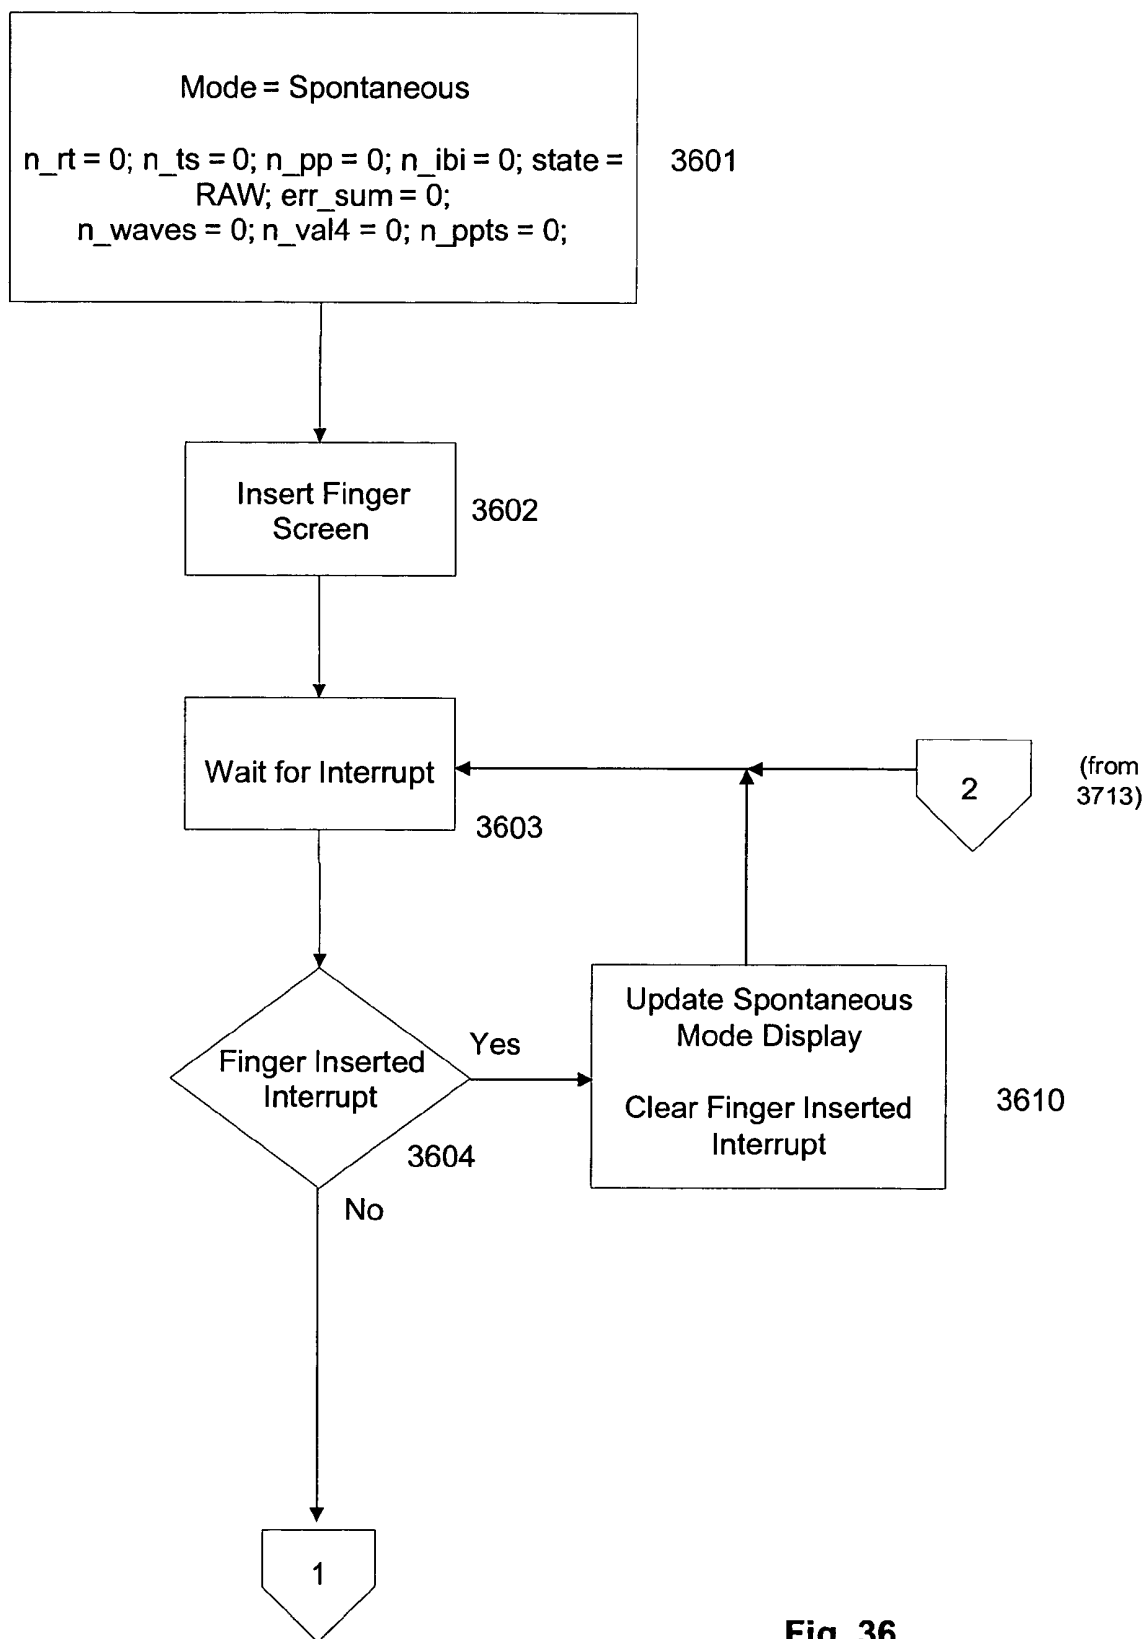 Mode = Spontaneous
n_rt = 0; n_ts = 0; n_pp = 0; n_ibi = 0; state =
RAW; err_sum = 0;
n_waves = 0; n_val4 = 0; n_ppts = 0;
3601
Insert Finger
Screen
3602
Wait for Interrupt
3603
2
(from
3713)
Finger Inserted
Interrupt
3604
Yes
Update Spontaneous
Mode Display
Clear Finger Inserted
Interrupt
3610
No
1
Fig. 36